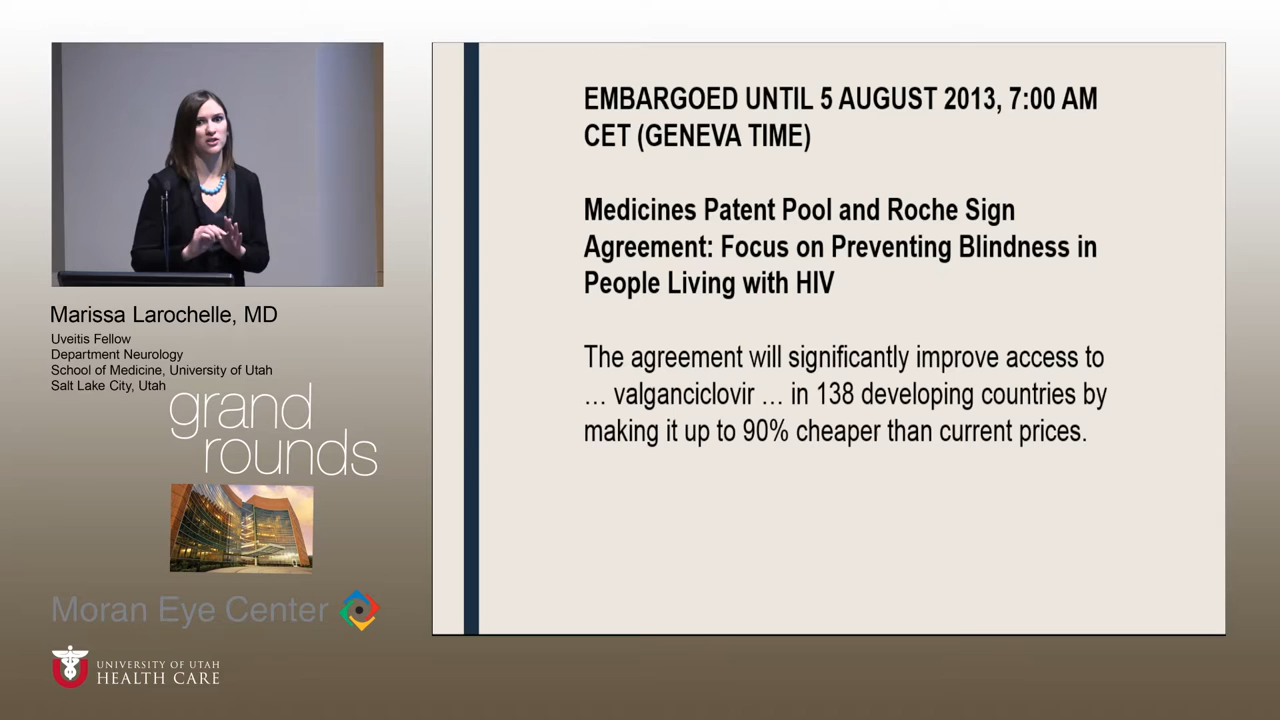 EMBARGOED UNTIL 5 AUGUST 2013, 7:00 AM
CET (GENEVA TIME)
Medicines Patent Pool and Roche Sign
Agreement: Focus on Preventing Blindness in
People Living with HIV
The agreement will significantly improve access to
… valganciclovir … in 138 developing countries by
making it up to 90% cheaper than current prices.
Marissa Larochelle, MD
Uveitis Fellow
Department Neurology
School of Medicine, University of Utah
Salt Lake City, Utah
grand
rounds
Moran Eye Center
UNIVERSITY OF UTAH
HEALTH CARE